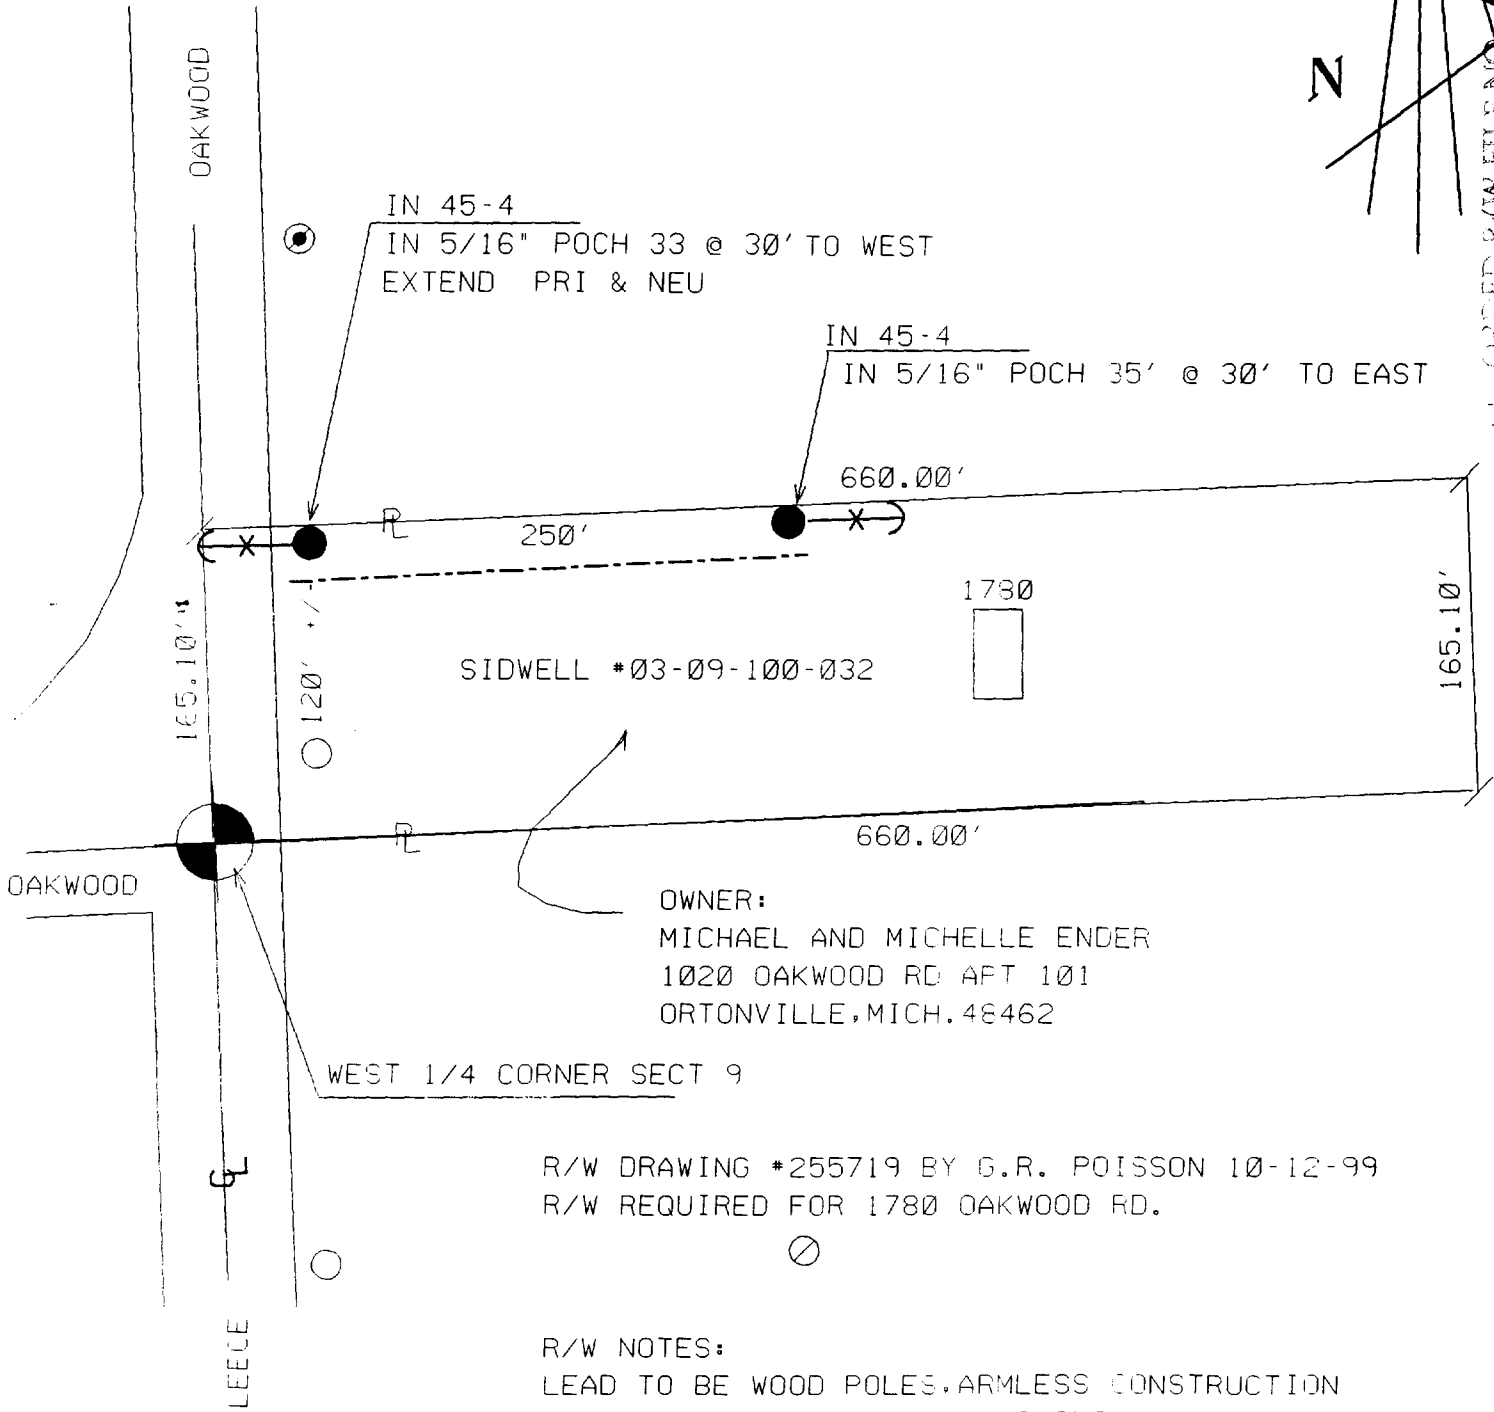 OAKWOOD
N
IN 45-4
IN 5/16" POCH 33 @ 30' TO WEST
EXTEND PRI & NEU
IN 45-4
IN 5/16" POCH 35' @ 30' TO EAST
660.00'
PL
250'
1780
165.10'
120' +/-
165.10'
SIDWELL #03-09-100-032
PL
660.00'
OAKWOOD
OWNER:
MICHAEL AND MICHELLE ENDER
1020 OAKWOOD RD APT 101
ORTONVILLE, MICH. 48462
WEST 1/4 CORNER SECT 9
CL
R/W DRAWING #255719 BY G.R. POISSON 10-12-99
R/W REQUIRED FOR 1780 OAKWOOD RD.
LEECE
R/W NOTES:
LEAD TO BE WOOD POLES, ARMLESS CONSTRUCTION